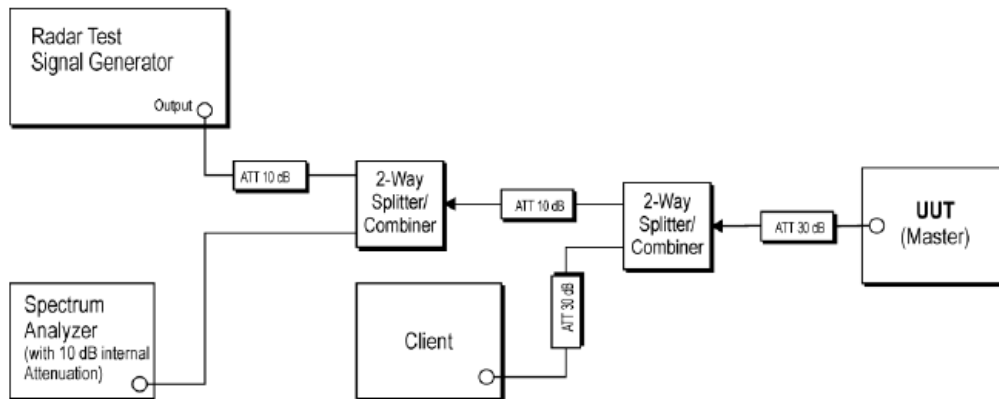 Radar Test
Signal Generator
Output
ATT 10 dB
2-Way
Splitter/
Combiner
ATT 10 dB
2-Way
Splitter/
Combiner
ATT 30 dB
UUT
(Master)
Spectrum
Analyzer
(with 10 dB internal
Attenuation)
Client
ATT 30 dB